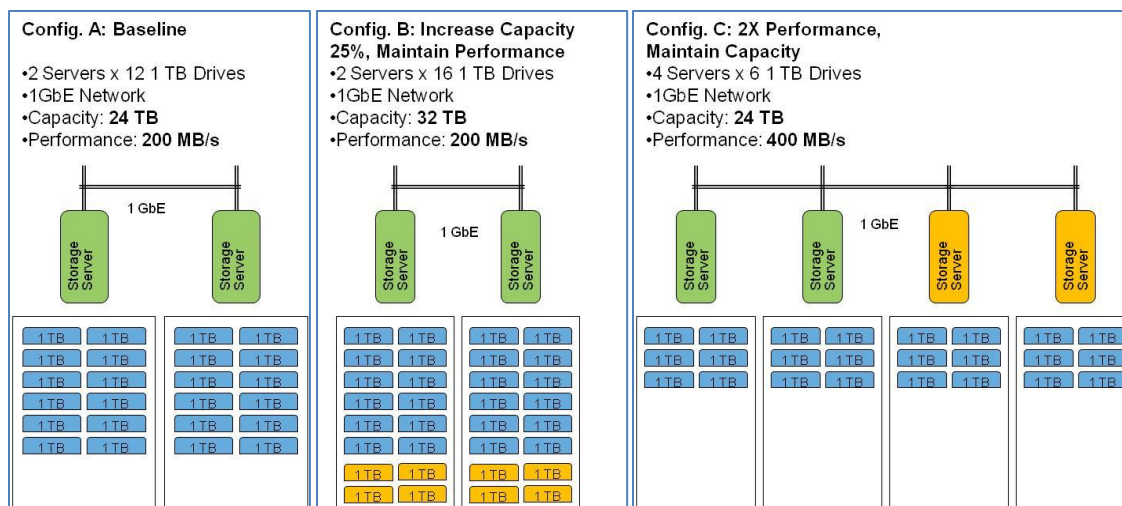 Config. A: Baseline
•2 Servers x 12 1 TB Drives
•1GbE Network
•Capacity: 24 TB
•Performance: 200 MB/s
1 GbE
Storage
Server
Storage
Server
1 TB 1 TB 1 TB 1 TB
1 TB 1 TB 1 TB 1 TB
1 TB 1 TB 1 TB 1 TB
1 TB 1 TB 1 TB 1 TB
1 TB 1 TB 1 TB 1 TB
1 TB 1 TB 1 TB 1 TB
Config. B: Increase Capacity
25%, Maintain Performance
•2 Servers x 16 1 TB Drives
•1GbE Network
•Capacity: 32 TB
•Performance: 200 MB/s
1 GbE
Storage
Server
Storage
Server
1 TB 1 TB 1 TB 1 TB
1 TB 1 TB 1 TB 1 TB
1 TB 1 TB 1 TB 1 TB
1 TB 1 TB 1 TB 1 TB
1 TB 1 TB 1 TB 1 TB
1 TB 1 TB 1 TB 1 TB
1 TB 1 TB 1 TB 1 TB
1 TB 1 TB 1 TB 1 TB
Config. C: 2X Performance,
Maintain Capacity
•4 Servers x 6 1 TB Drives
•1GbE Network
•Capacity: 24 TB
•Performance: 400 MB/s
1 GbE
Storage
Server
Storage
Server
Storage
Server
Storage
Server
1 TB 1 TB 1 TB 1 TB 1 TB 1 TB 1 TB 1 TB
1 TB 1 TB 1 TB 1 TB 1 TB 1 TB 1 TB 1 TB
1 TB 1 TB 1 TB 1 TB 1 TB 1 TB 1 TB 1 TB